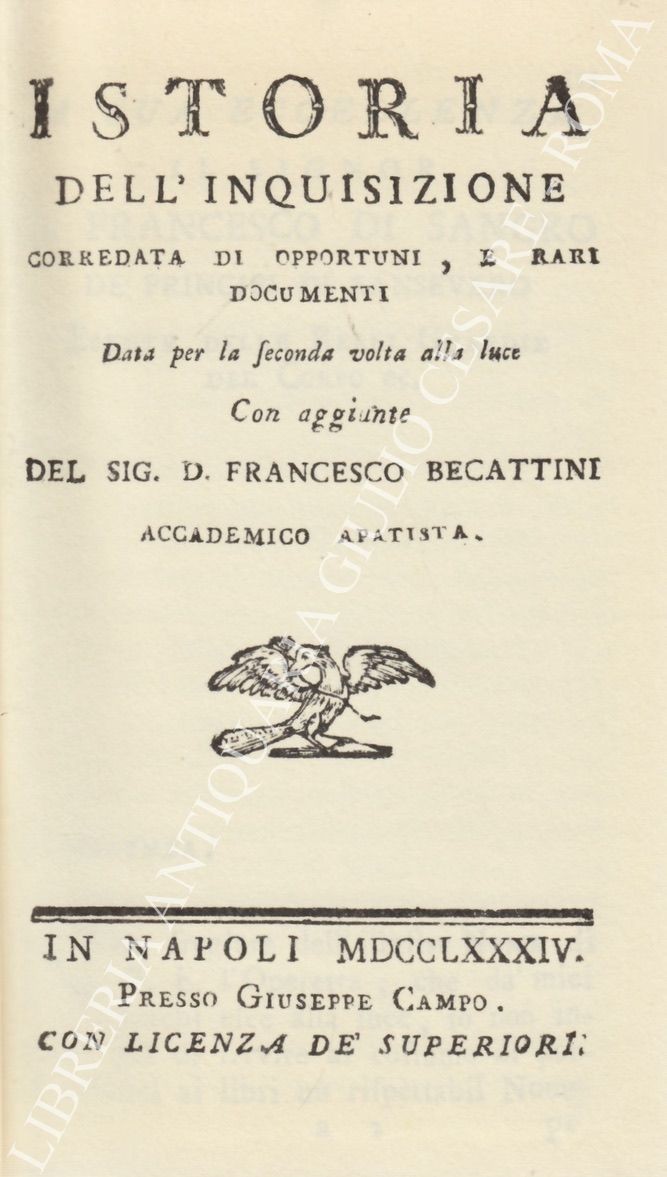 ISTORIA
DELL' INQUISIZIONE
CORREDATA DI OPPORTUNI, E RARI
DOCUMENTI
Data per la ſeconda volta alla luce
Con aggiunte
DEL SIG. D. FRANCESCO BECATTINI
ACCADEMICO APATISTA.
IN NAPOLI MDCCLXXXIV.
PRESSO GIUSEPPE CAMPO.
CON LICENZA DE' SUPERIORI.
LIBRERIA ANTIQUARIA GIULIO CESARE ROMA